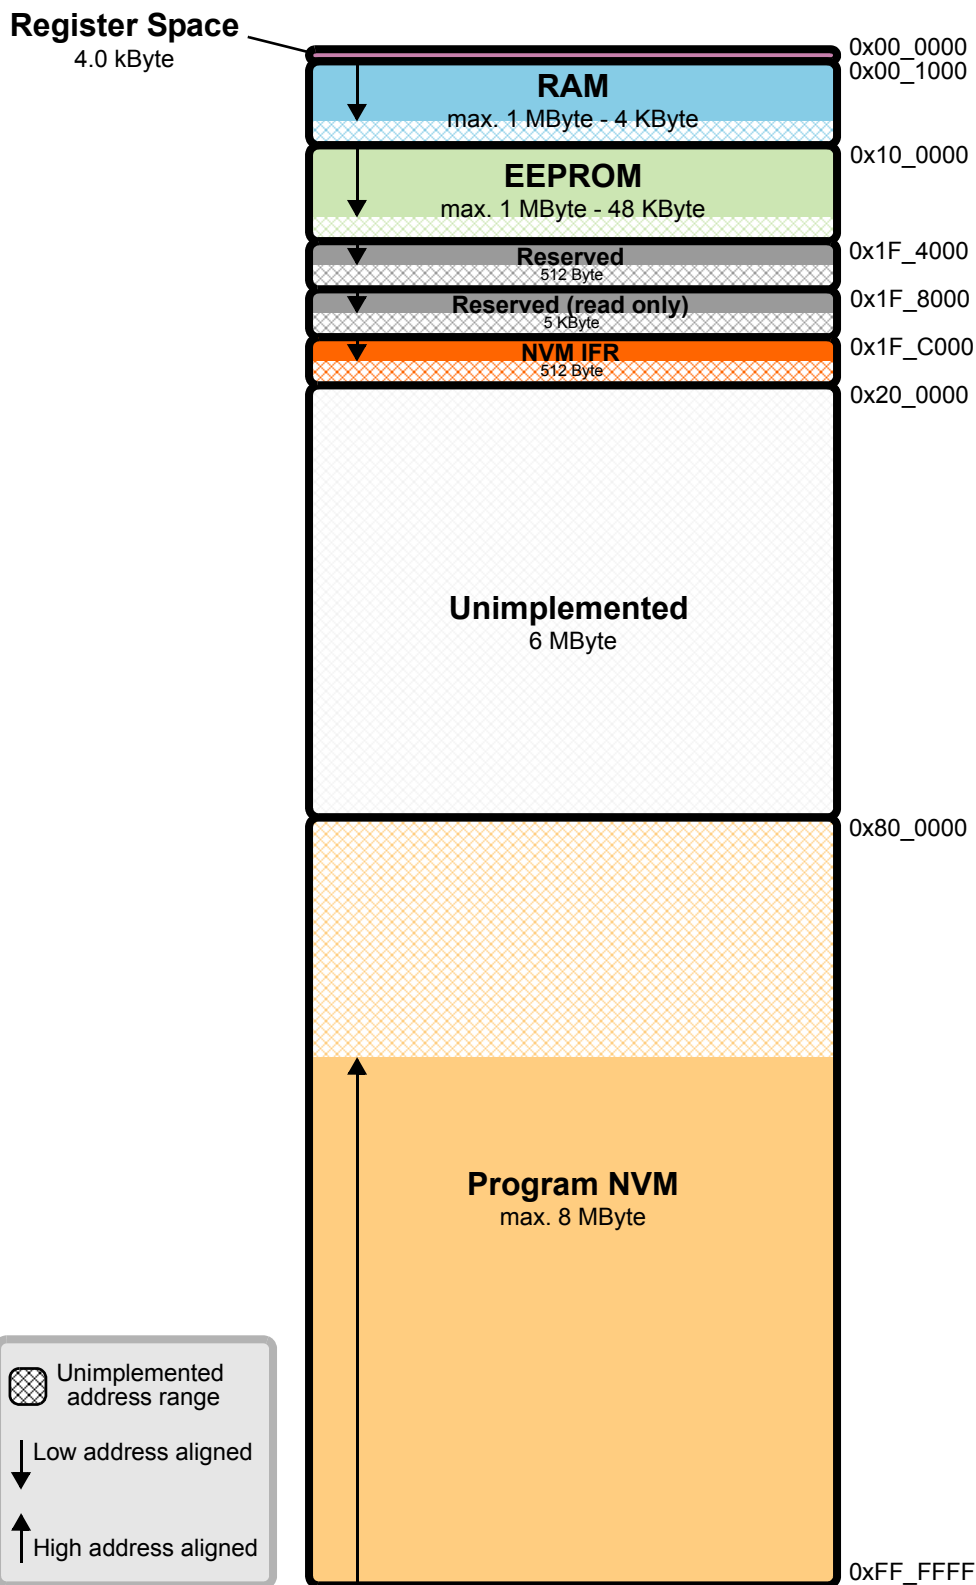 Register Space
4.0 kByte
0x00_0000
0x00_1000
RAM
max. 1 MByte - 4 KByte
0x10_0000
EEPROM
max. 1 MByte - 48 KByte
0x1F_4000
Reserved
512 Byte
0x1F_8000
Reserved (read only)
5 KByte
0x1F_C000
NVM IFR
512 Byte
0x20_0000
Unimplemented
6 MByte
0x80_0000
Program NVM
max. 8 MByte
Unimplemented
address range
Low address aligned
High address aligned
0xFF_FFFF